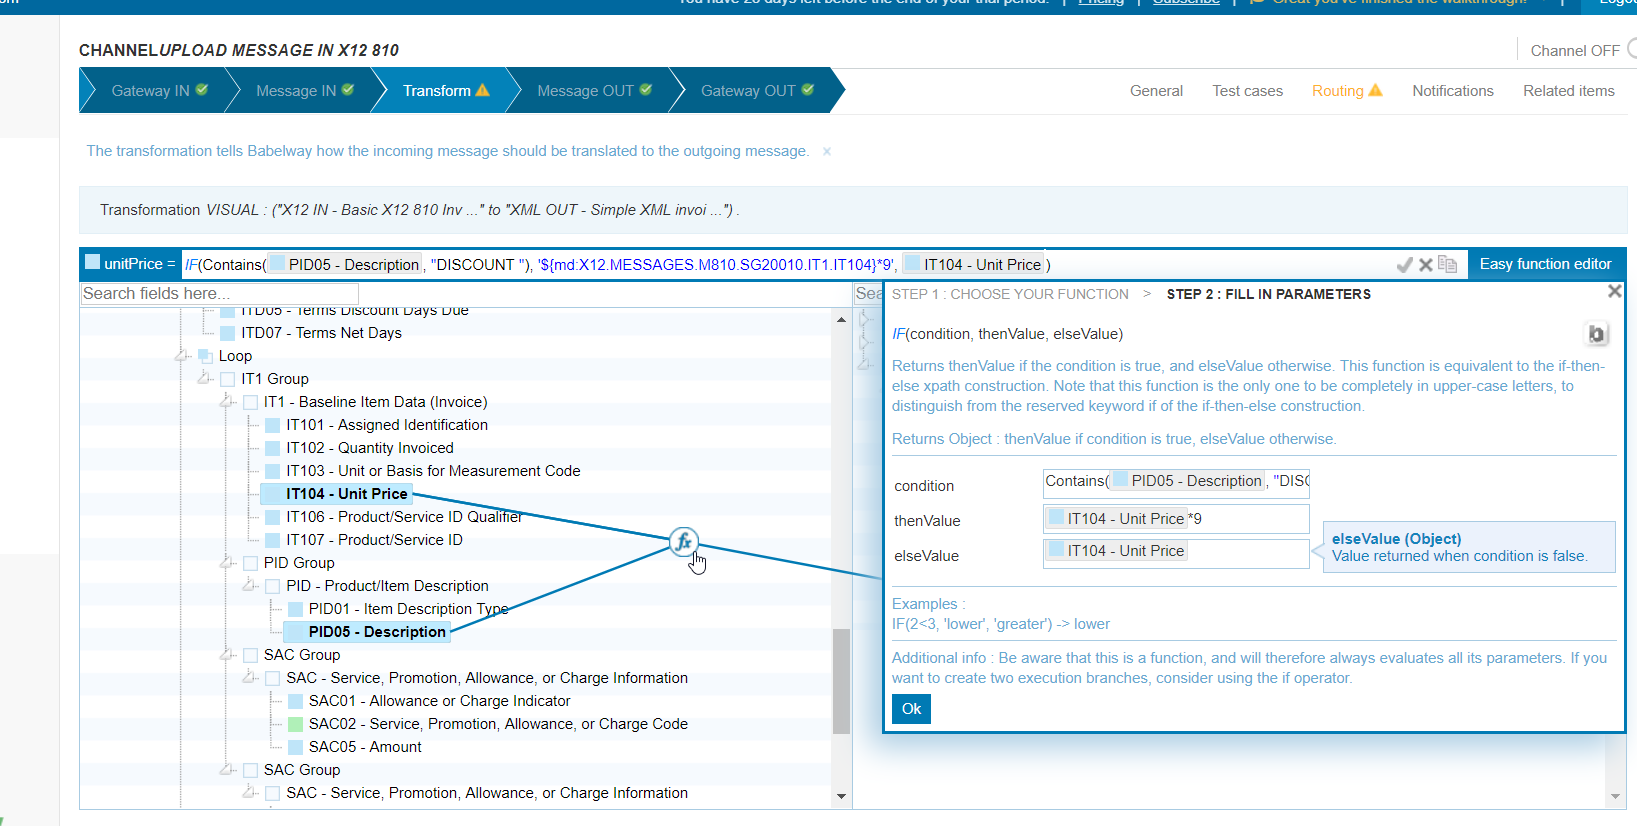 You have 26 days left before the end of your trial period. | Pricing | Subscribe | Great you've finished the walkthrough! |
CHANNEL UPLOAD MESSAGE IN X12 810
Channel OFF
Gateway IN
Message IN
Transform
Message OUT
Gateway OUT
General
Test cases
Routing
Notifications
Related items
The transformation tells Babelway how the incoming message should be translated to the outgoing message. ×
Transformation VISUAL : ("X12 IN - Basic X12 810 Inv ..." to "XML OUT - Simple XML invoi ...") .
unitPrice = IF(Contains( PID05 - Description , "DISCOUNT "), '${md:X12.MESSAGES.M810.SG20010.IT1.IT104}*9', IT104 - Unit Price )
Easy function editor
Search fields here...
ITD05 - Terms Discount Days Due
ITD07 - Terms Net Days
Loop
IT1 Group
IT1 - Baseline Item Data (Invoice)
IT101 - Assigned Identification
IT102 - Quantity Invoiced
IT103 - Unit or Basis for Measurement Code
IT104 - Unit Price
IT106 - Product/Service ID Qualifier
IT107 - Product/Service ID
PID Group
PID - Product/Item Description
PID01 - Item Description Type
PID05 - Description
SAC Group
SAC - Service, Promotion, Allowance, or Charge Information
SAC01 - Allowance or Charge Indicator
SAC02 - Service, Promotion, Allowance, or Charge Code
SAC05 - Amount
SAC Group
SAC - Service, Promotion, Allowance, or Charge Information
fx
Sea
STEP 1 : CHOOSE YOUR FUNCTION > STEP 2 : FILL IN PARAMETERS
IF(condition, thenValue, elseValue)
Returns thenValue if the condition is true, and elseValue otherwise. This function is equivalent to the if-then-
else xpath construction. Note that this function is the only one to be completely in upper-case letters, to
distinguish from the reserved keyword if of the if-then-else construction.
Returns Object : thenValue if condition is true, elseValue otherwise.
condition
Contains( PID05 - Description , "DISC
thenValue
IT104 - Unit Price *9
elseValue
IT104 - Unit Price
elseValue (Object)
Value returned when condition is false.
Examples :
IF(2<3, 'lower', 'greater') -> lower
Additional info : Be aware that this is a function, and will therefore always evaluates all its parameters. If you
want to create two execution branches, consider using the if operator.
Ok